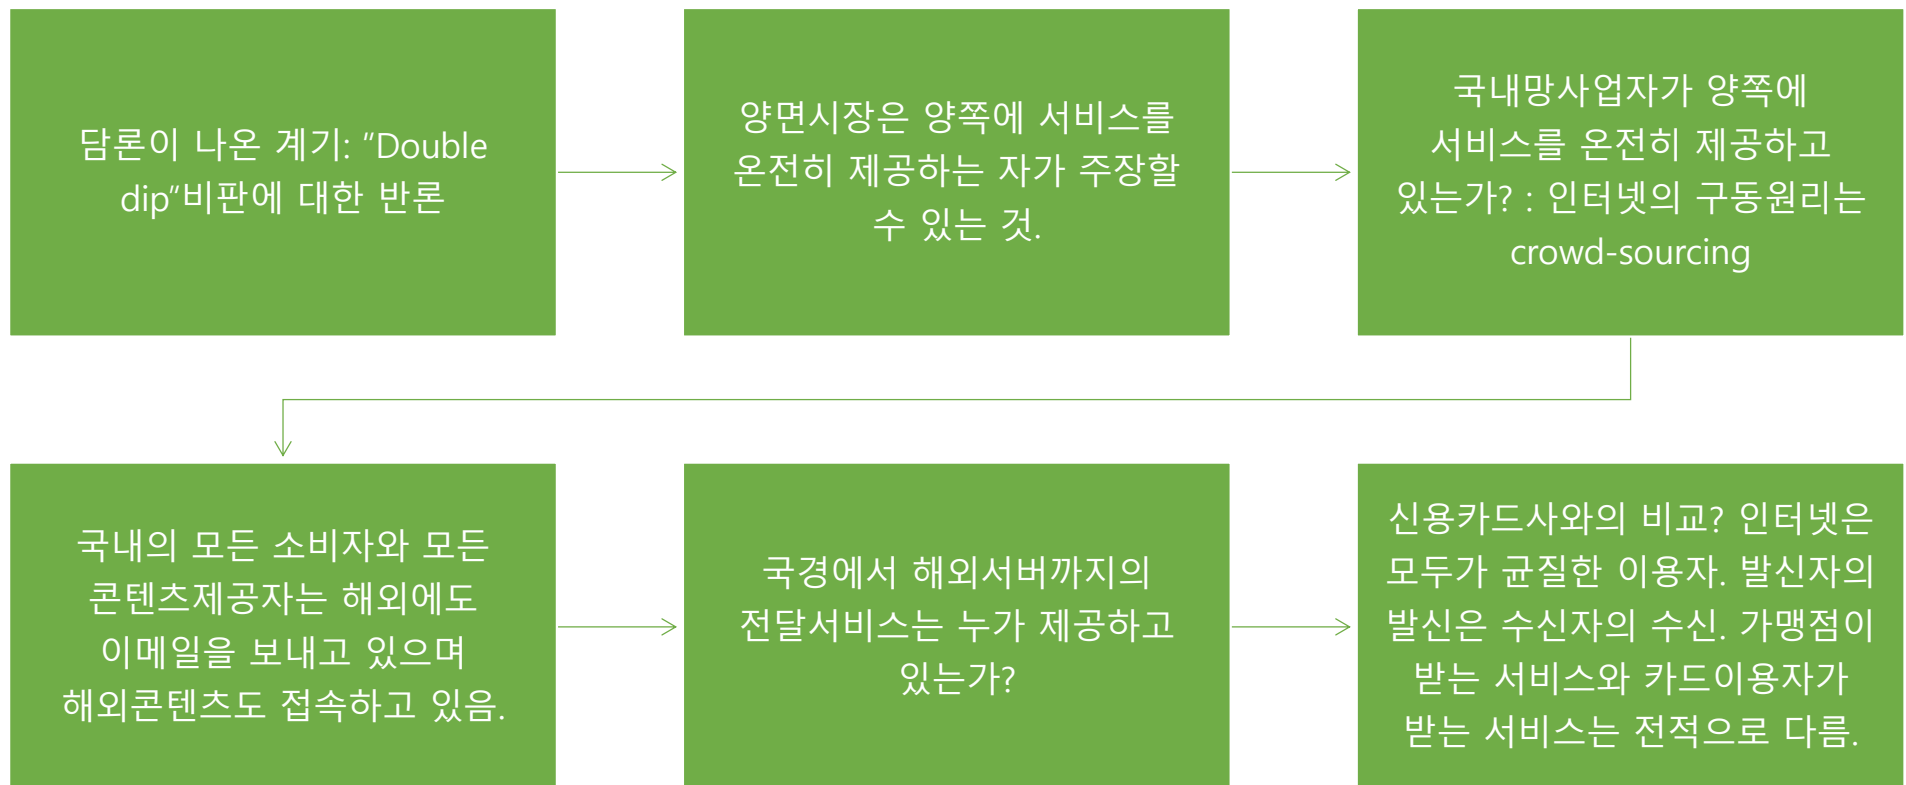 담론이 나온 계기: "Double
dip"비판에 대한 반론
양면시장은 양쪽에 서비스를
온전히 제공하는 자가 주장할
수 있는 것.
국내망사업자가 양쪽에
서비스를 온전히 제공하고
있는가? : 인터넷의 구동원리는
crowd-sourcing
국내의 모든 소비자와 모든
콘텐츠제공자는 해외에도
이메일을 보내고 있으며
해외콘텐츠도 접속하고 있음.
국경에서 해외서버까지의
전달서비스는 누가 제공하고
있는가?
신용카드사와의 비교? 인터넷은
모두가 균질한 이용자. 발신자의
발신은 수신자의 수신. 가맹점이
받는 서비스와 카드이용자가
받는 서비스는 전적으로 다름.